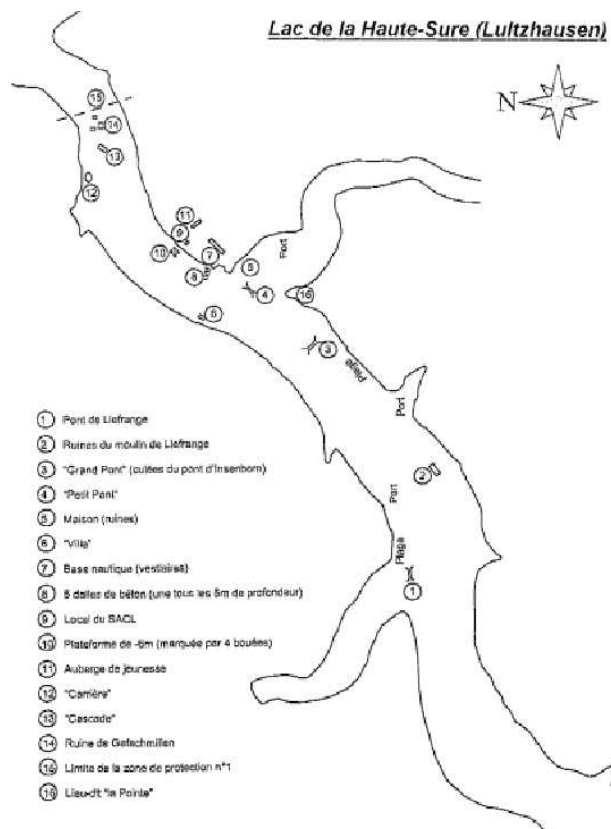 Lac de la Haute-Sure (Lultzhausen)
N
15
14
13
12
11
9
10
7
8
5
Port
4
16
6
3
Plage
Port
2
Port
Plage
1
1 Pont de Liefrange
2 Ruines du moulin de Liefrange
3 "Grand Pont" (culées du pont d'Insenborn)
4 "Petit Pont"
5 Maison (ruines)
6 "Villa"
7 Base nautique (vestiaires)
8 5 dalles de béton (une tous les 5m de profondeur)
9 Local du SACL
10 Plateforme de -6m (marquée par 4 bouées)
11 Auberge de jeunesse
12 "Carrière"
13 "Cascade"
14 Ruine de
15 Limite de la zone de protection n°1
16 Lieu-dit "la Pointe"